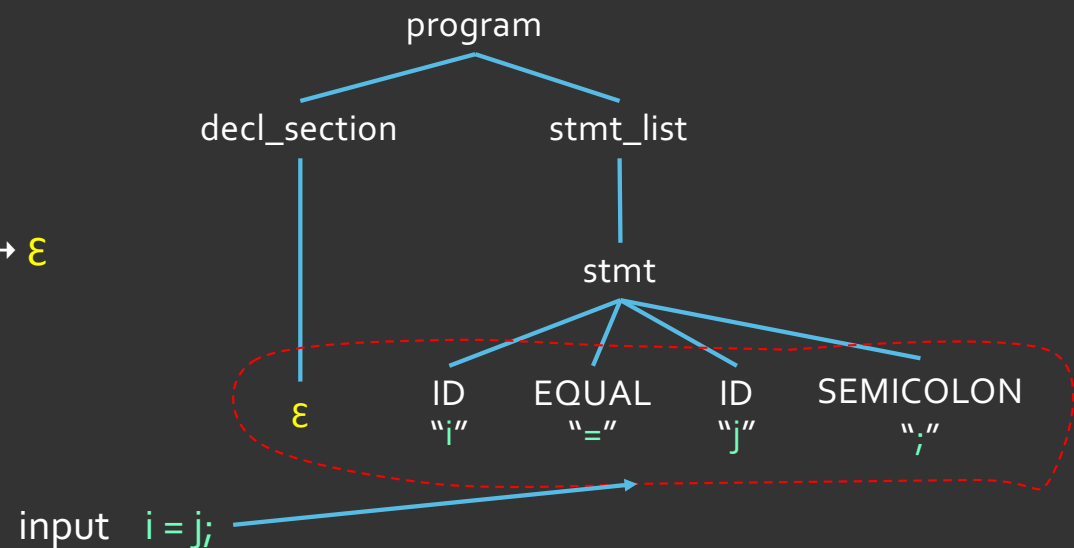 program
decl_section stmt_list
→ ε
stmt
ε ID EQUAL ID SEMICOLON
“i” “=” “j” “;”
input i = j;